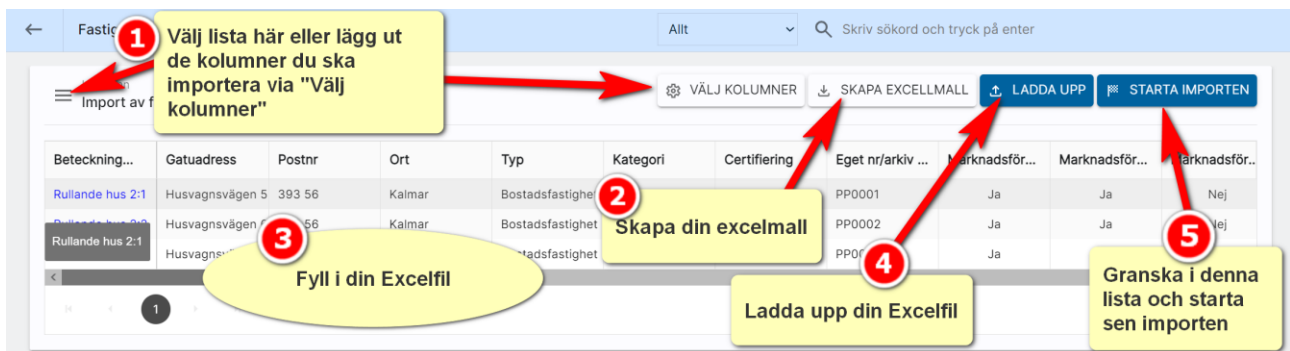 Fastig
1
Välj lista här eller lägg ut
de kolumner du ska
importera via "Välj
kolumner"
Allt
Skriv sökord och tryck på enter
Import av f
VÄLJ KOLUMNER
SKAPA EXCELLMALL
LADDA UPP
STARTA IMPORTEN
Beteckning... Gatuadress Postnr Ort Typ Kategori Certifiering Eget nr/arkiv ... Marknadsför... Marknadsför... Marknadsför..
Rullande hus 2:1 Husvagnsvägen 5 393 56 Kalmar Bostadsfastighe PP0001 Ja Ja Nej
Husvagnsvägen 56 Kalmar Bostadsfastighet PP0002 Ja Ja Nej
Rullande hus 2:1
Ja
2
Skapa din excelmall
3
Fyll i din Excelfil
4
Ladda upp din Excelfil
5
Granska i denna
lista och starta
sen importen
1